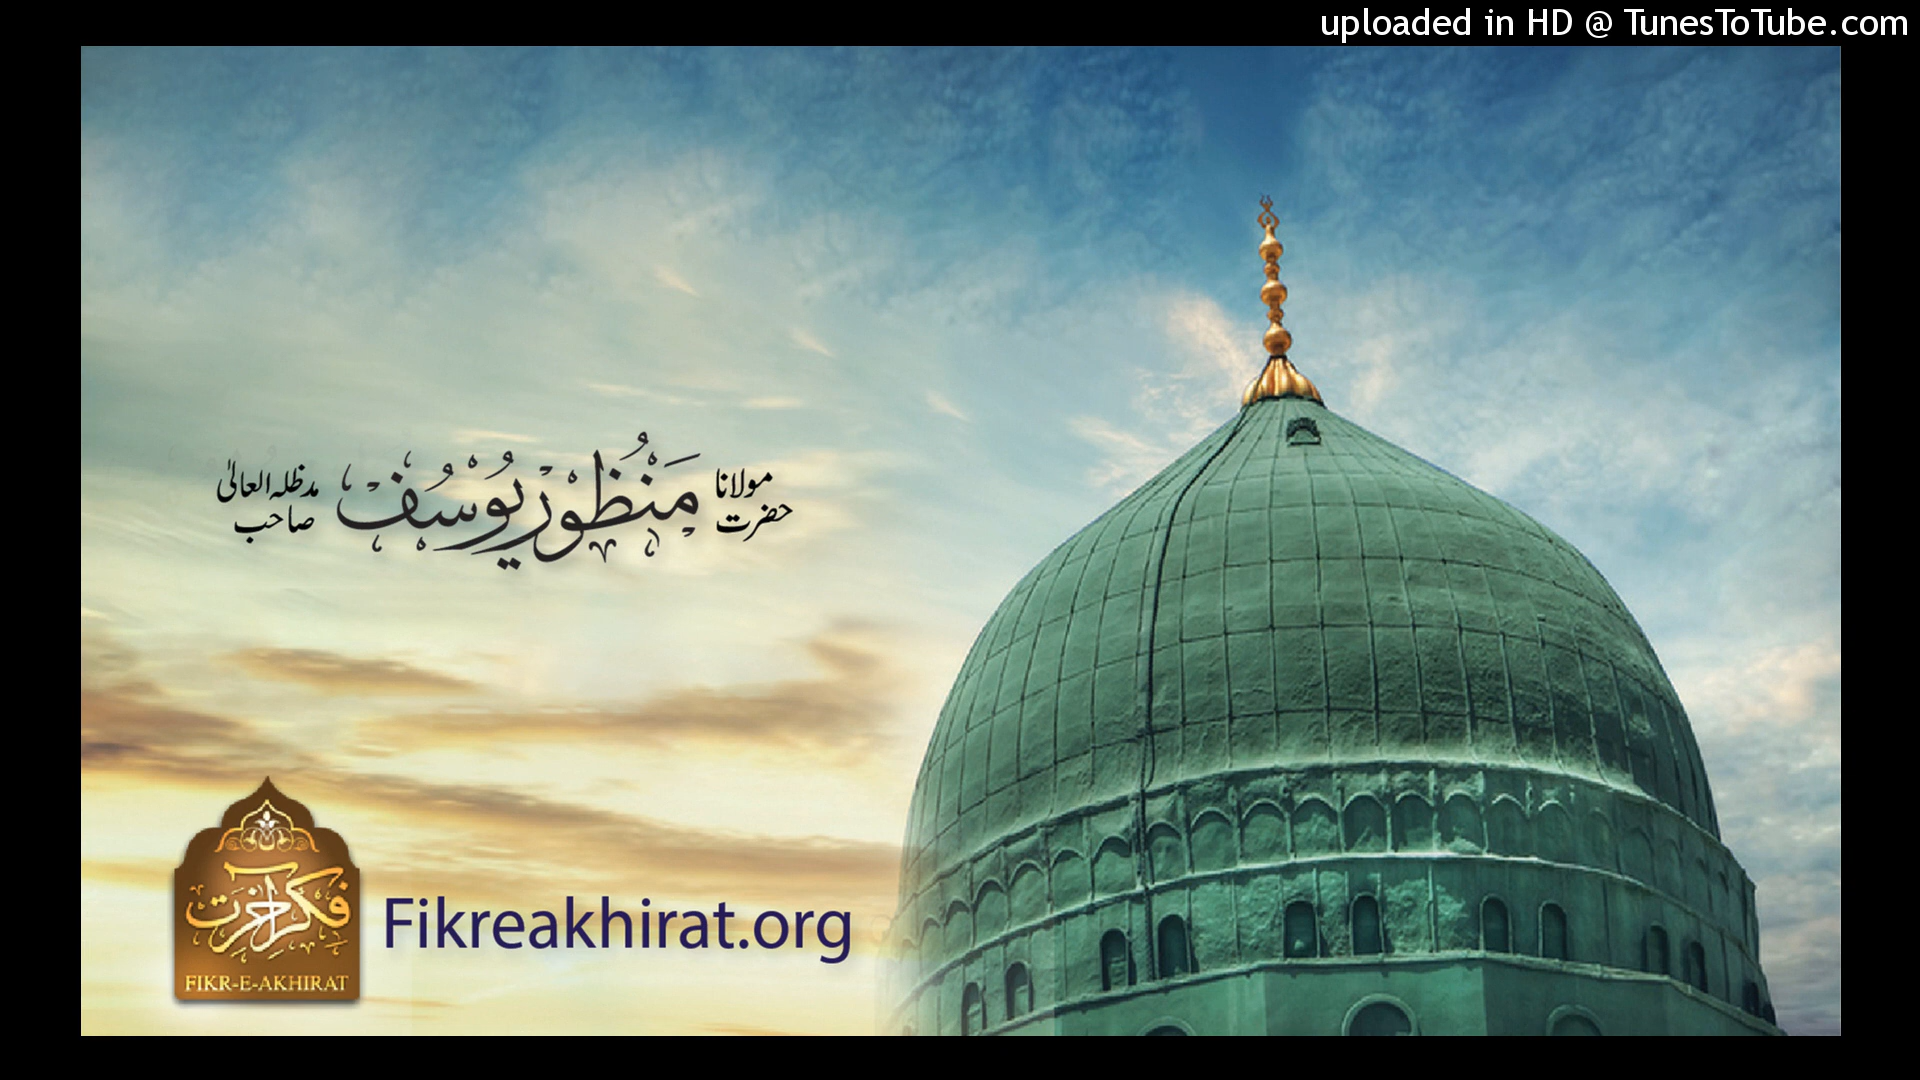 uploaded in HD @ TunesToTube.com
حضرت مولانا منظور یوسف صاحب مدظلہ العالیٰ
فکر آخرت
FIKR-E-AKHIRAT
Fikreakhirat.org